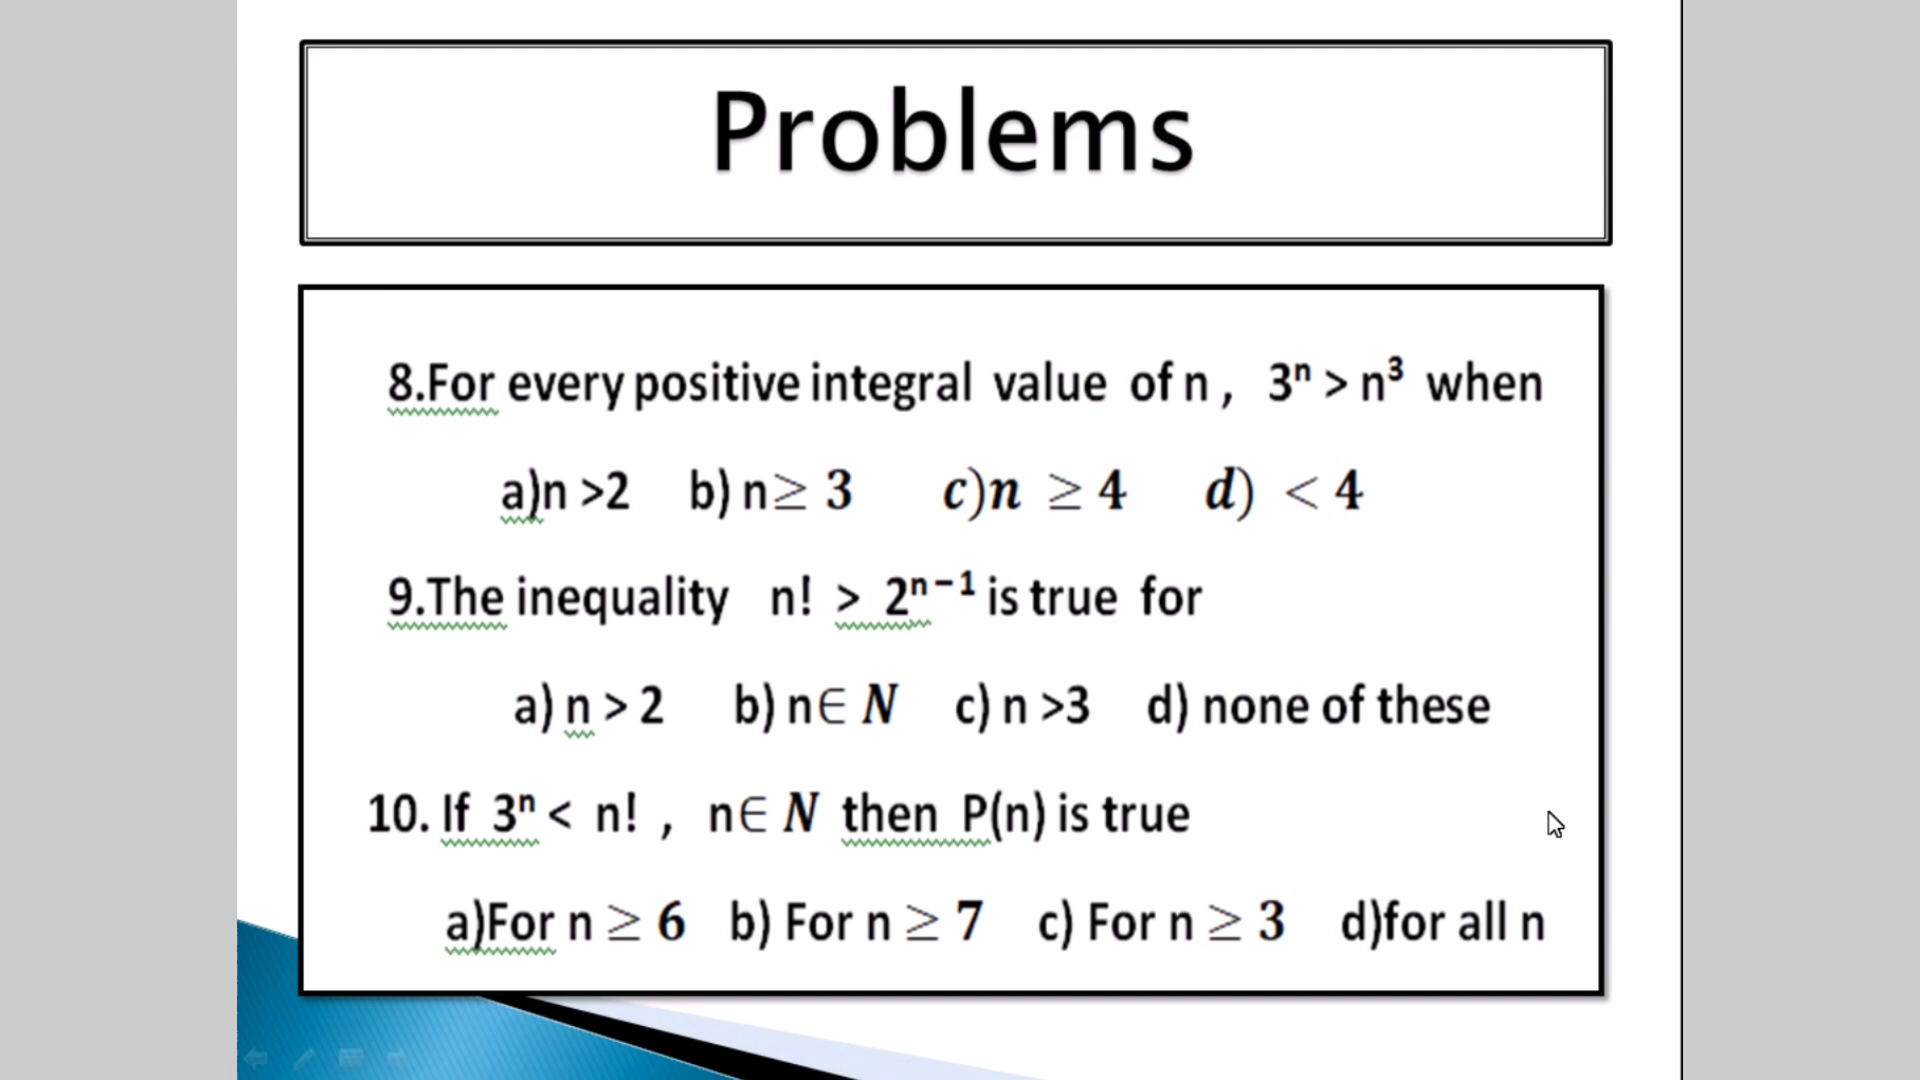 Problems
8.For every positive integral value of n , 3ⁿ > n³ when
a)n >2 b) n≥ 3 c)n ≥ 4 d) < 4
9.The inequality n! > 2ⁿ⁻¹ is true for
a) n > 2 b) n∈ N c) n >3 d) none of these
10. If 3ⁿ < n! , n∈ N then P(n) is true
a)For n ≥ 6 b) For n ≥ 7 c) For n ≥ 3 d)for all n